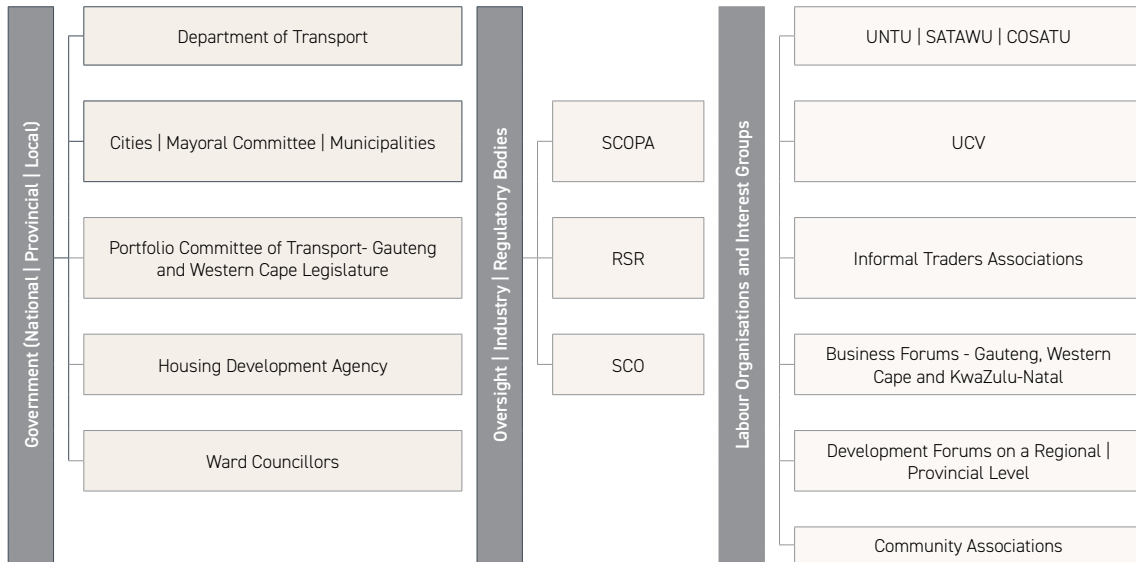 Government (National | Provincial | Local)
Department of Transport
Cities | Mayoral Committee | Municipalities
Portfolio Committee of Transport- Gauteng
and Western Cape Legislature
Housing Development Agency
Ward Councillors
Oversight | Industry | Regulatory Bodies
SCOPA
RSR
SCO
Labour Organisations and Interest Groups
UNTU | SATAWU | COSATU
UCV
Informal Traders Associations
Business Forums - Gauteng, Western
Cape and KwaZulu-Natal
Development Forums on a Regional |
Provincial Level
Community Associations